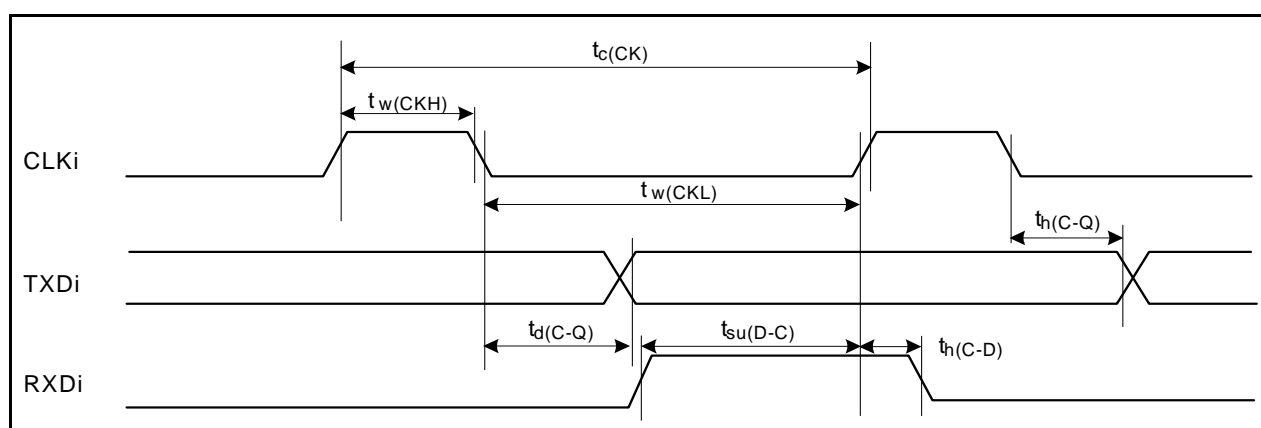 tc(CK)
tw(CKH)
CLKi
tw(CKL)
th(C-Q)
TXDi
td(C-Q)
tsu(D-C)
th(C-D)
RXDi